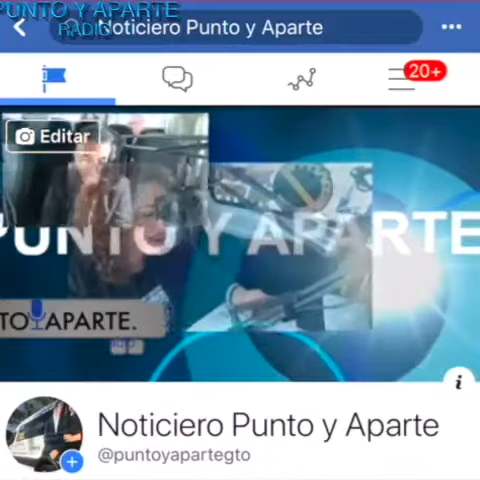 PUNTO Y APARTE
RADIO
Noticiero Punto y Aparte
20+
Editar
PUNTO Y APARTE
TO Y APARTE.
Noticiero Punto y Aparte
@puntoyapartegto